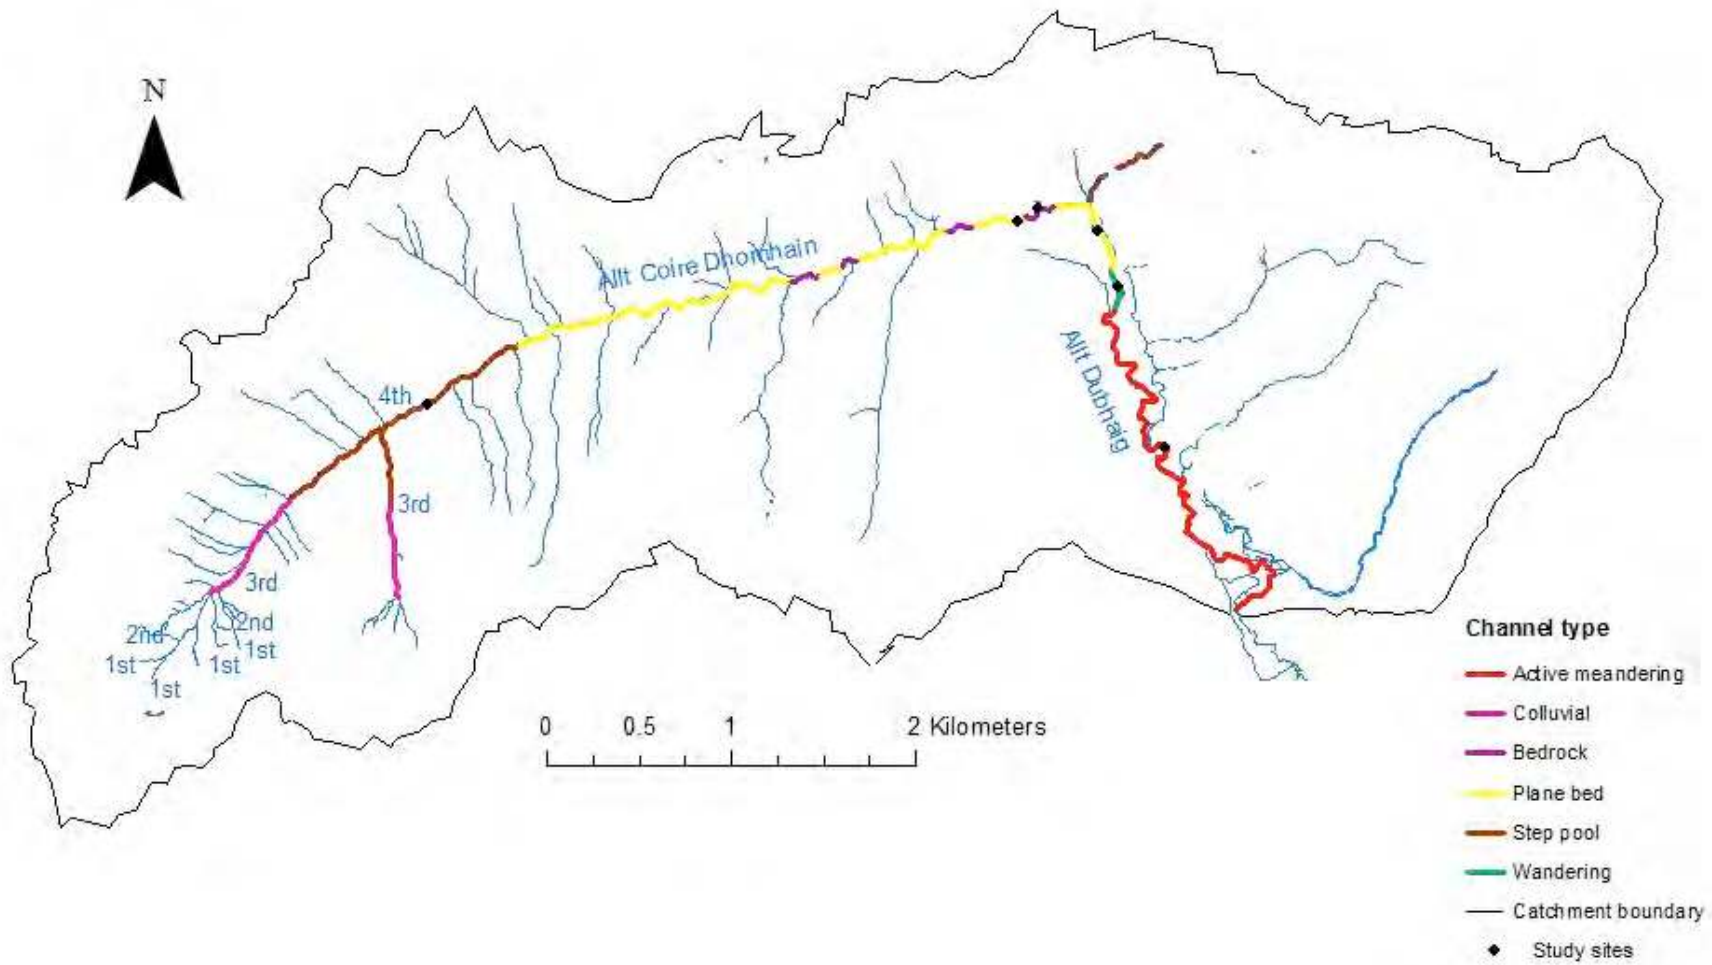 N
Allt Coire Dhomhain
Allt Dubhaig
4th
3rd
3rd
2nd
2nd
1st
1st
1st
1st
0 0.5 1 2 Kilometers
Channel type
Active meandering
Colluvial
Bedrock
Plane bed
Step pool
Wandering
Catchment boundary
Study sites